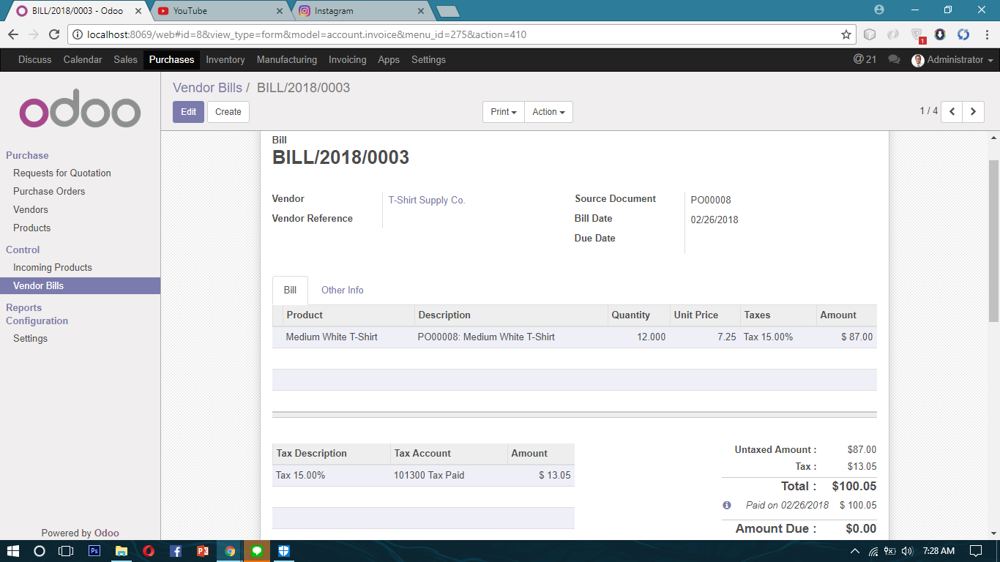 BILL/2018/0003 - Odoo YouTube Instagram
localhost:8069/web#id=8&view_type=form&model=account.invoice&menu_id=275&action=410
1
Discuss Calendar Sales Purchases Inventory Manufacturing Invoicing Apps Settings @ 21 Administrator
odoo
Vendor Bills / BILL/2018/0003
Edit Create Print Action 1 / 4
Purchase
Requests for Quotation
Purchase Orders
Vendors
Products
Control
Incoming Products
Vendor Bills
Reports
Configuration
Settings
Powered by Odoo
Bill
BILL/2018/0003
Vendor T-Shirt Supply Co.
Vendor Reference
Source Document PO00008
Bill Date 02/26/2018
Due Date
Bill Other Info
Product Description Quantity Unit Price Taxes Amount
Medium White T-Shirt PO00008: Medium White T-Shirt 12.000 7.25 Tax 15.00% $ 87.00
Tax Description Tax Account Amount
Tax 15.00% 101300 Tax Paid $ 13.05
Untaxed Amount : $87.00
Tax : $13.05
Total : $100.05
Paid on 02/26/2018 $ 100.05
Amount Due : $0.00
Ps
7:28 AM